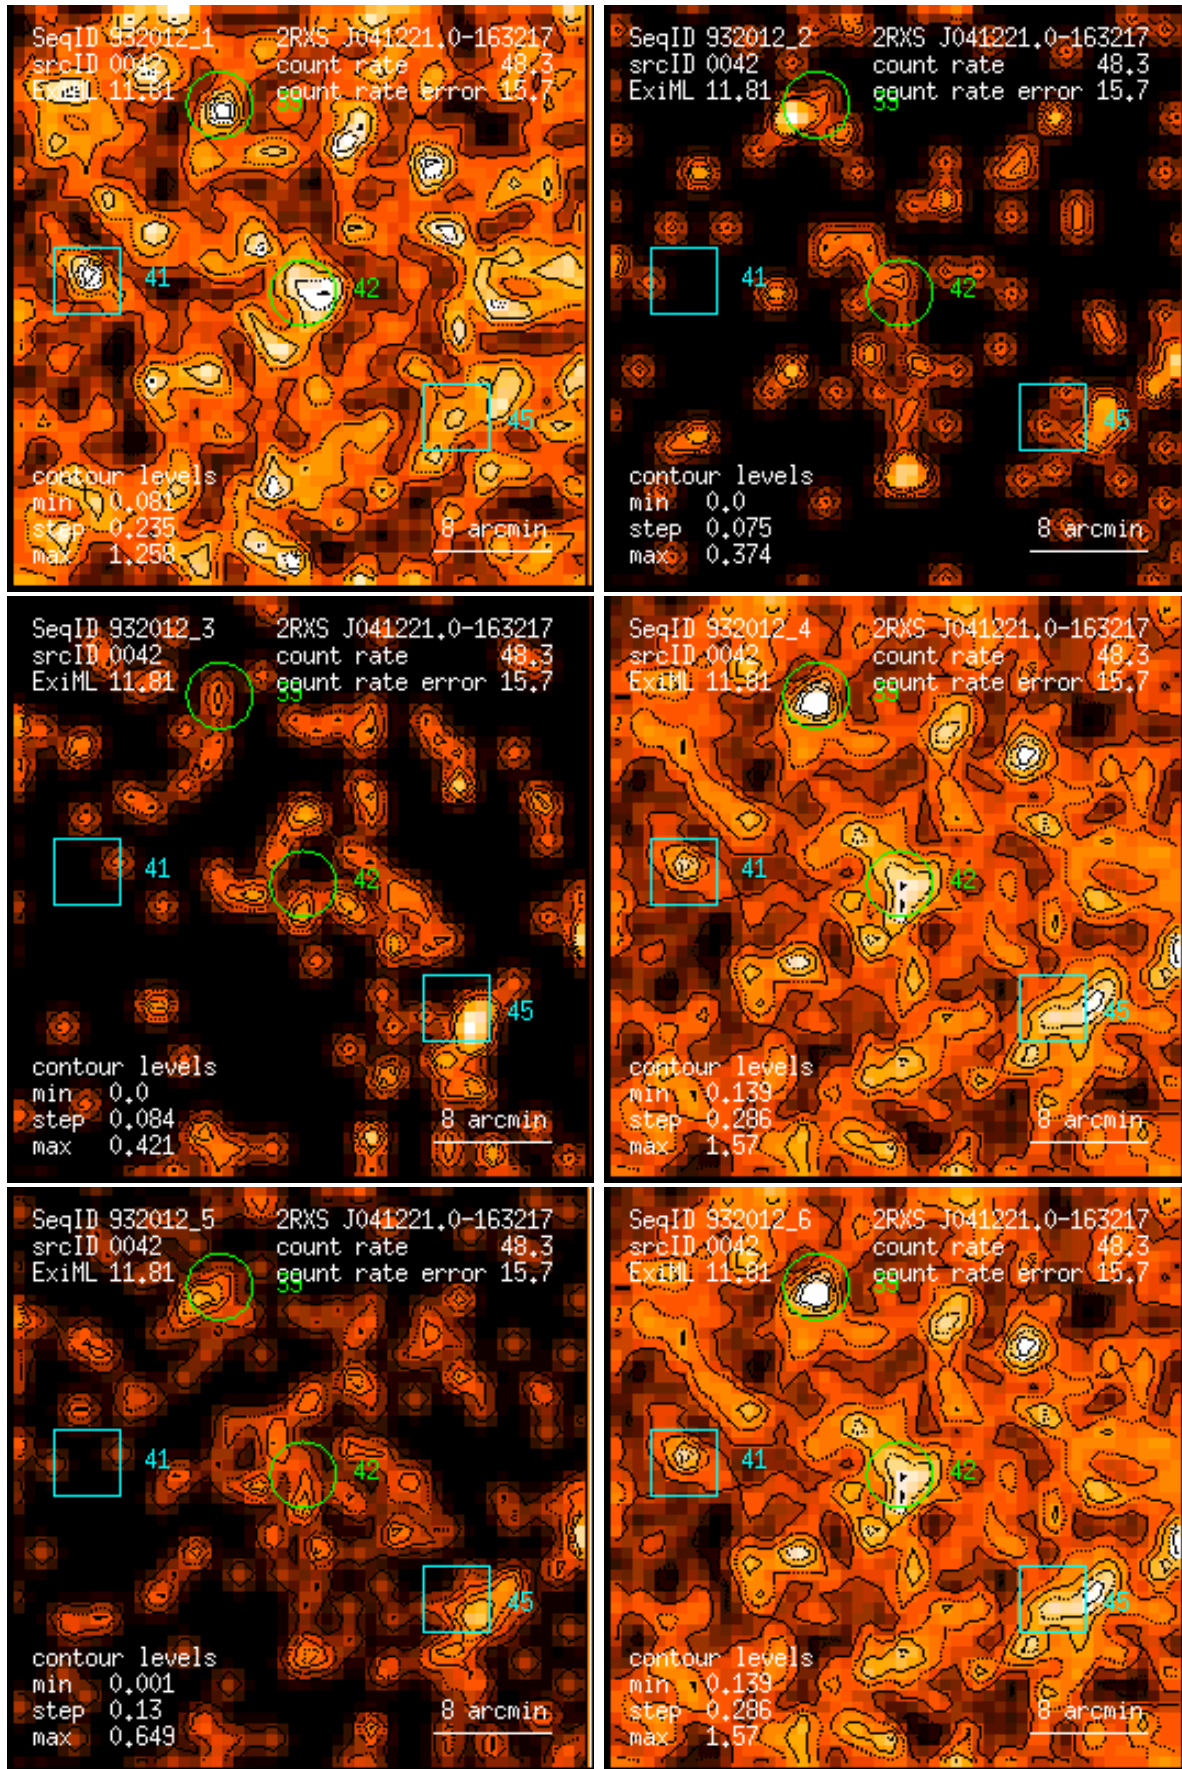 SeqID 932012_1 2RXS J041221.0-163217
srcID 0042 count rate 48.3
ExiML 11.81 count rate error 15.7
41
42
45
contour levels
min 0.081
step 0.235
max 1.258
8 arcmin
SeqID 932012_2 2RXS J041221.0-163217
srcID 0042 count rate 48.3
ExiML 11.81 count rate error 15.7
41
42
45
contour levels
min 0.0
step 0.075
max 0.374
8 arcmin
SeqID 932012_3 2RXS J041221.0-163217
srcID 0042 count rate 48.3
ExiML 11.81 count rate error 15.7
41
42
45
contour levels
min 0.0
step 0.084
max 0.421
8 arcmin
SeqID 932012_4 2RXS J041221.0-163217
srcID 0042 count rate 48.3
ExiML 11.81 count rate error 15.7
41
42
45
contour levels
min 0.139
step 0.286
max 1.57
8 arcmin
SeqID 932012_5 2RXS J041221.0-163217
srcID 0042 count rate 48.3
ExiML 11.81 count rate error 15.7
41
42
45
contour levels
min 0.001
step 0.13
max 0.649
8 arcmin
SeqID 932012_6 2RXS J041221.0-163217
srcID 0042 count rate 48.3
ExiML 11.81 count rate error 15.7
41
42
45
contour levels
min 0.139
step 0.286
max 1.57
8 arcmin